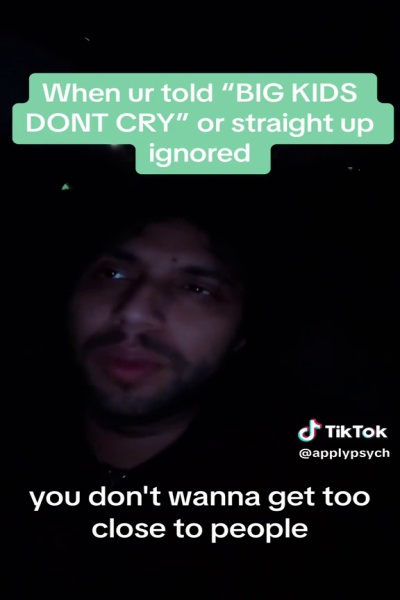 When ur told “BIG KIDS
DONT CRY” or straight up
ignored
TikTok
@applypsych
you don't wanna get too
close to people